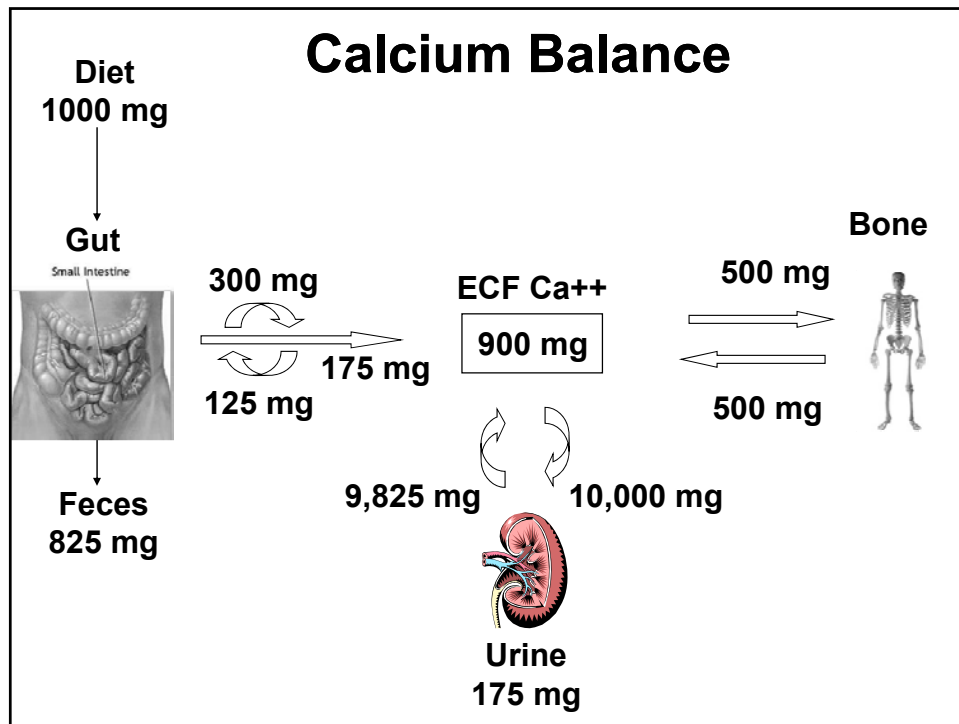 Calcium Balance
Diet
1000 mg
Gut
Small Intestine
300 mg
175 mg
125 mg
Feces
825 mg
ECF Ca++
900 mg
Bone
500 mg
500 mg
9,825 mg
10,000 mg
Urine
175 mg